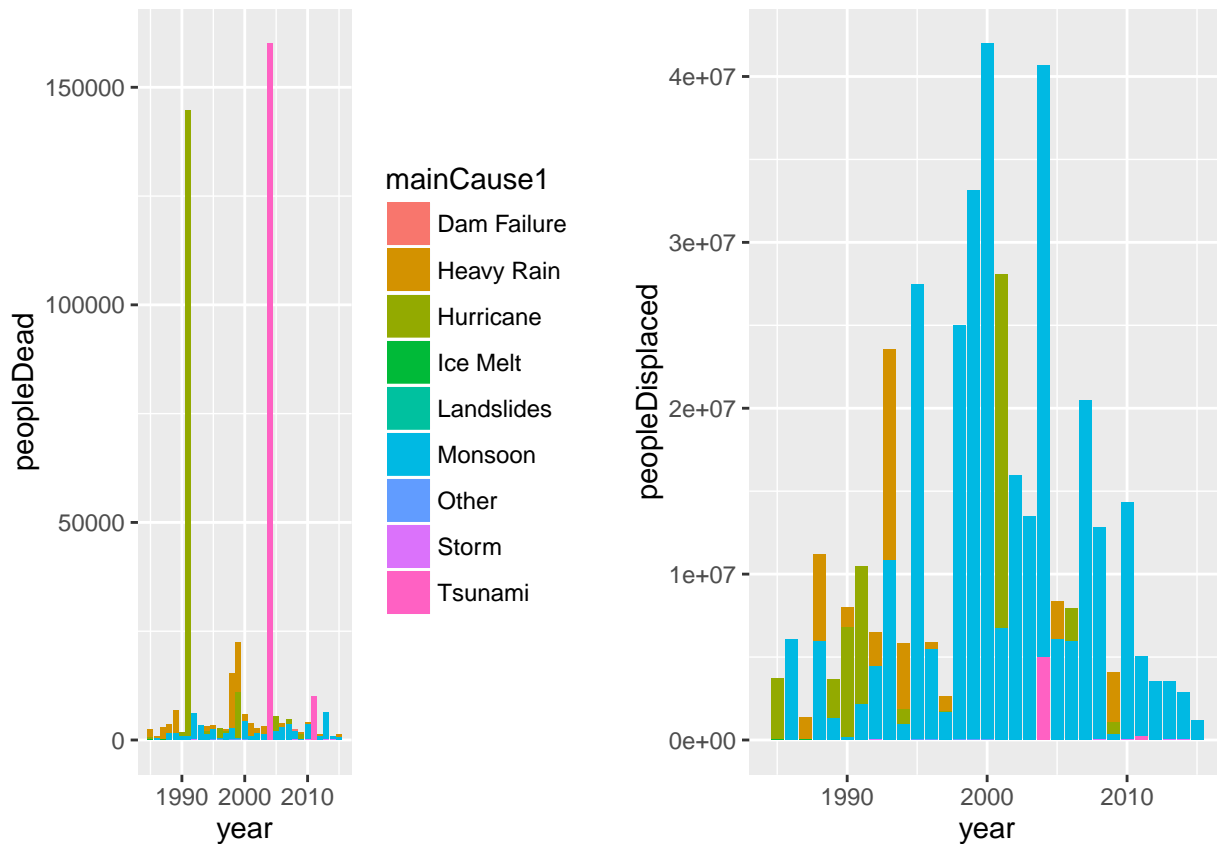 peopleDead
150000
100000
50000
0
1990 2000 2010
year
mainCause1
Dam Failure
Heavy Rain
Hurricane
Ice Melt
Landslides
Monsoon
Other
Storm
Tsunami
peopleDisplaced
4e+07
3e+07
2e+07
1e+07
0e+00
1990 2000 2010
year